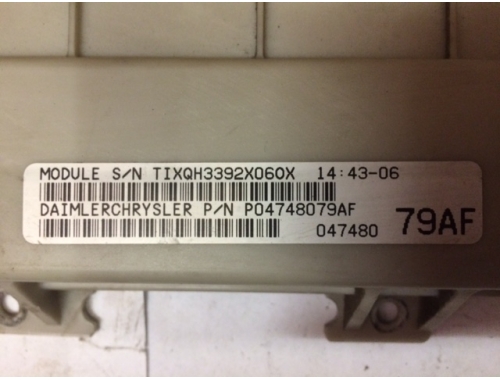 MODULE S/N TIXQH3392X060X 14:43-06
DAIMLERCHRYSLER P/N P04748079AF
047480 79AF